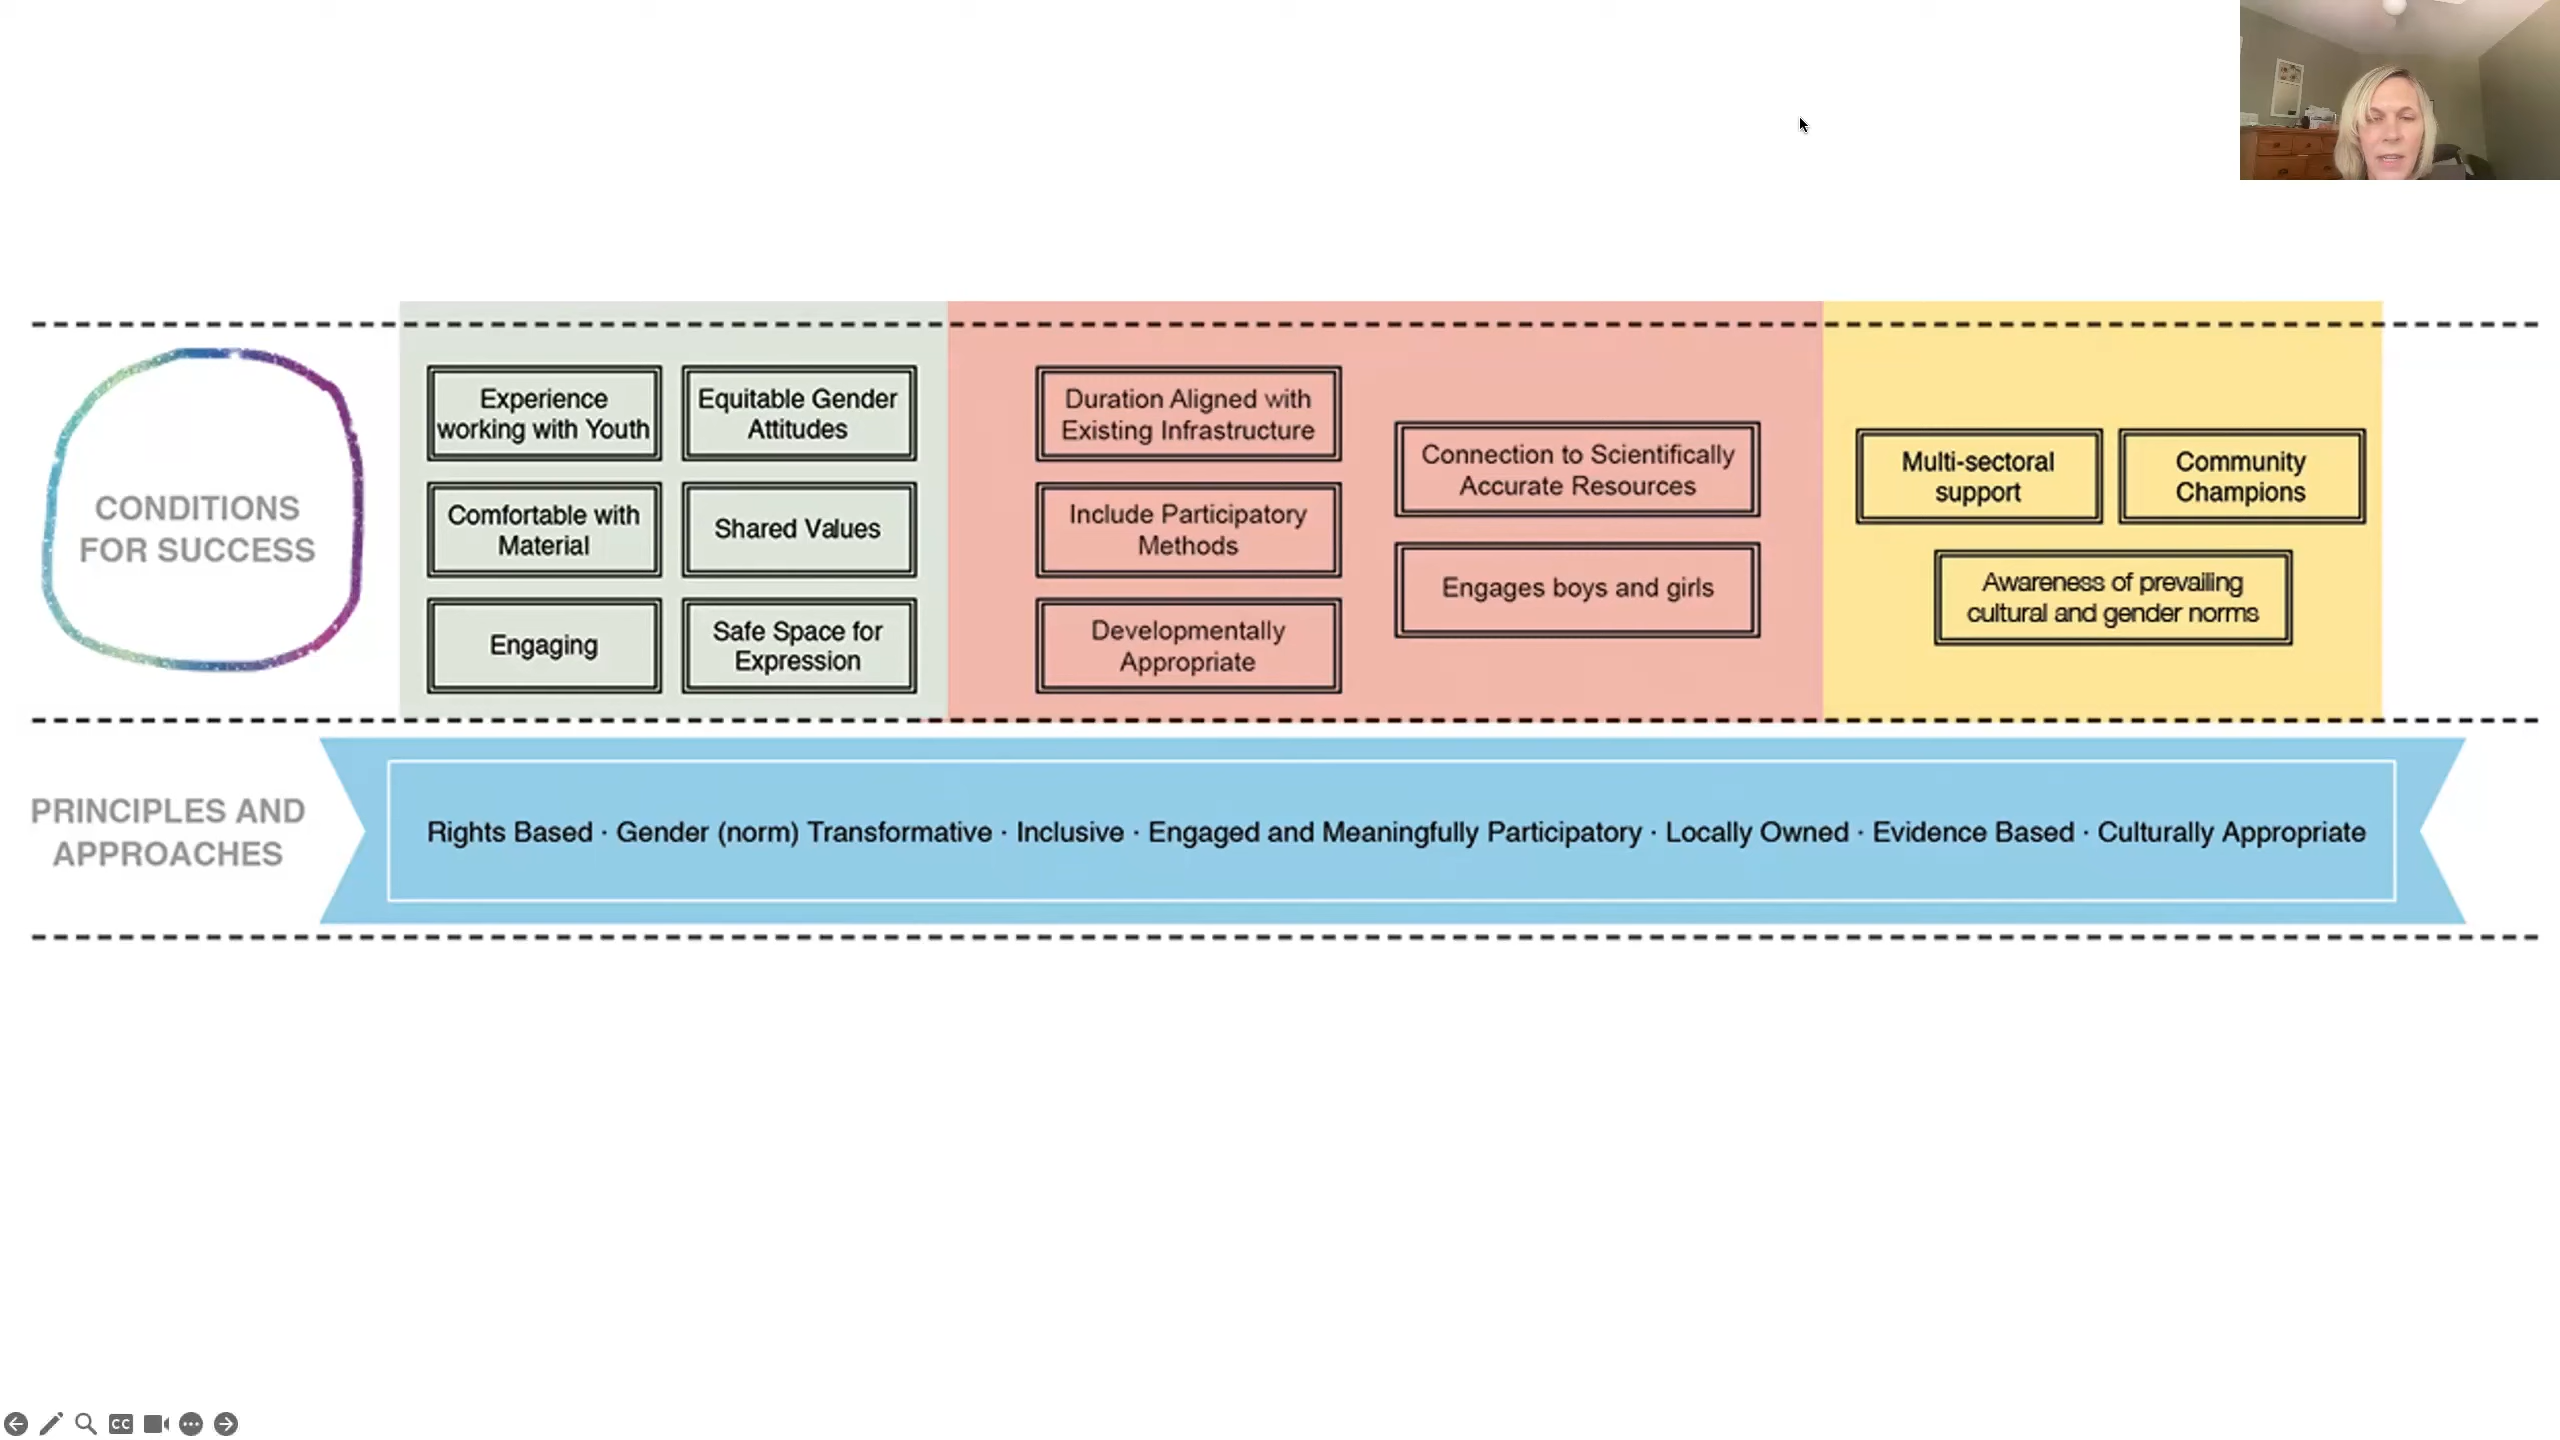 CONDITIONS
FOR SUCCESS
Experience
working with Youth
Equitable Gender
Attitudes
Comfortable with
Material
Shared Values
Engaging
Safe Space for
Expression
Duration Aligned with
Existing Infrastructure
Include Participatory
Methods
Developmentally
Appropriate
Connection to Scientifically
Accurate Resources
Engages boys and girls
Multi-sectoral
support
Community
Champions
Awareness of prevailing
cultural and gender norms
PRINCIPLES AND
APPROACHES
Rights Based · Gender (norm) Transformative · Inclusive · Engaged and Meaningfully Participatory · Locally Owned · Evidence Based · Culturally Appropriate
CC